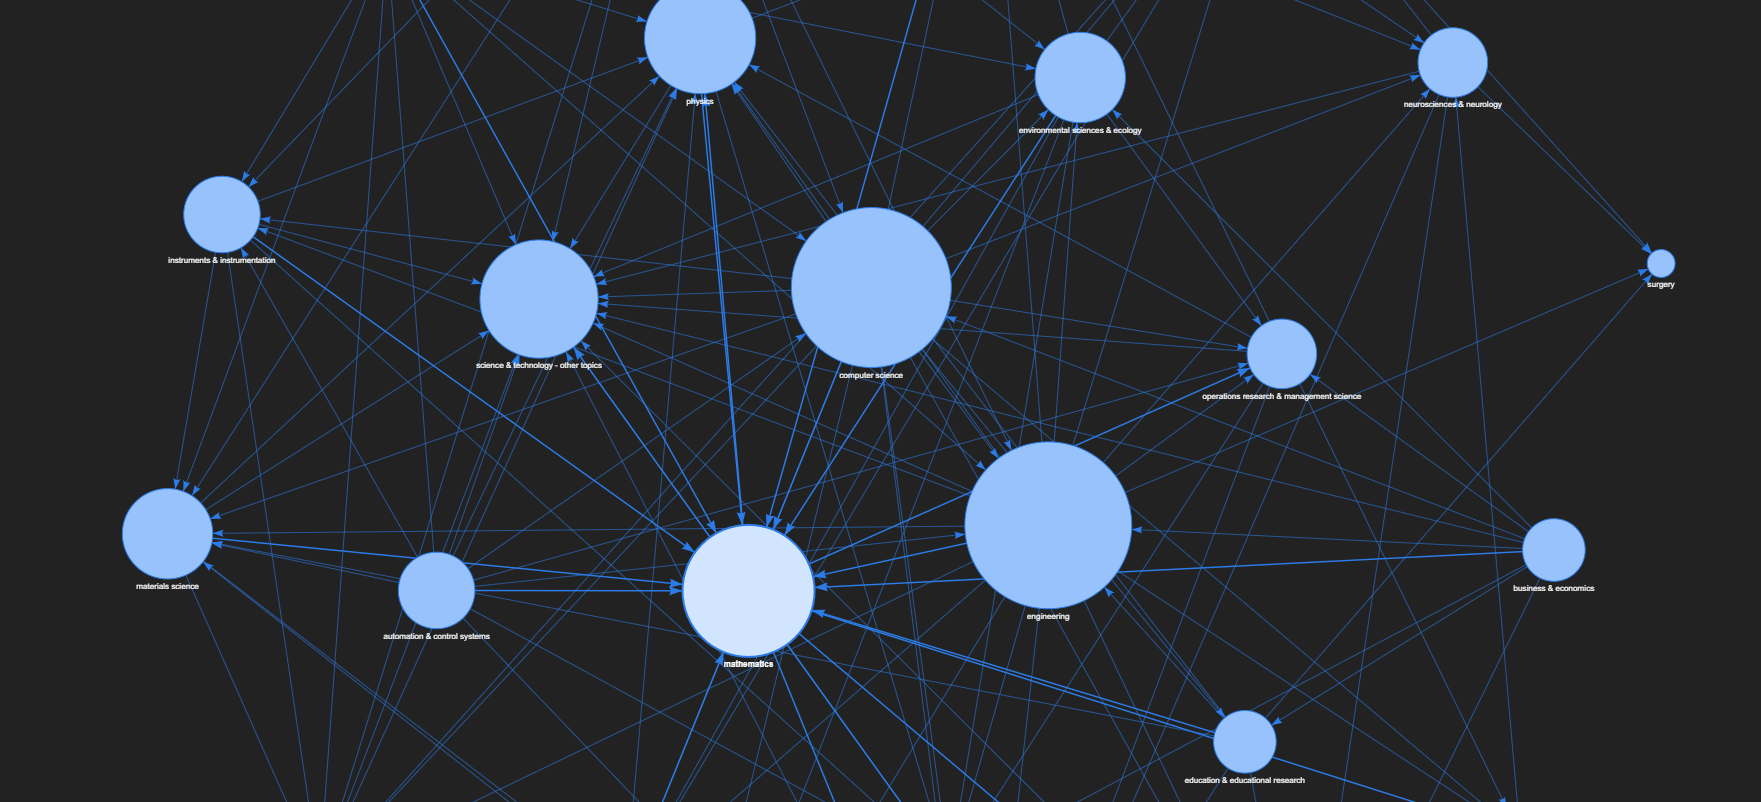 physics
neurosciences & neurology
environmental sciences & ecology
instruments & instrumentation
surgery
science & technology - other topics
computer science
operations research & management science
materials science
business & economics
engineering
automation & control systems
mathematics
education & educational research